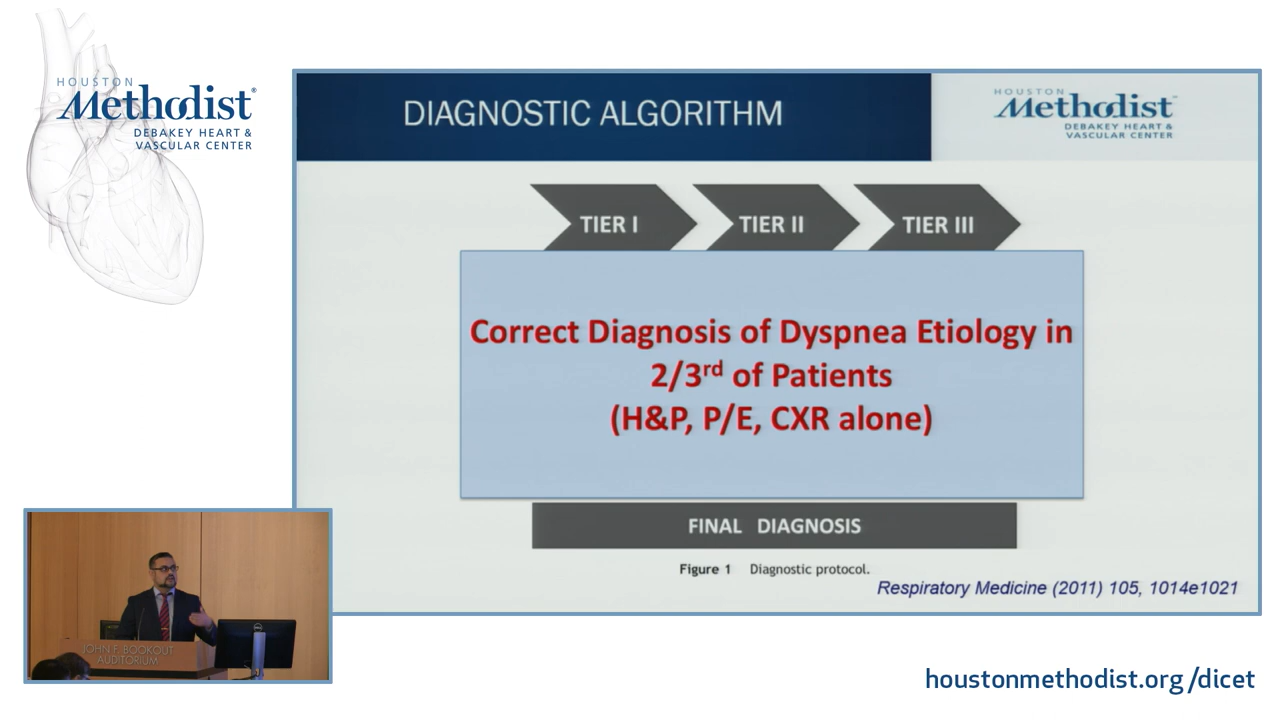 HOUSTON
Methodist®
DEBAKEY HEART &
VASCULAR CENTER
DIAGNOSTIC ALGORITHM
HOUSTON
Methodist
DEBAKEY HEART &
VASCULAR CENTER
TIER I
TIER II
TIER III
Correct Diagnosis of Dyspnea Etiology in
2/3rd of Patients
(H&P, P/E, CXR alone)
FINAL DIAGNOSIS
Figure 1 Diagnostic protocol.
Respiratory Medicine (2011) 105, 1014e1021
JOHN F. BOOKOUT
AUDITORIUM
DELL
houstonmethodist.org/dicet